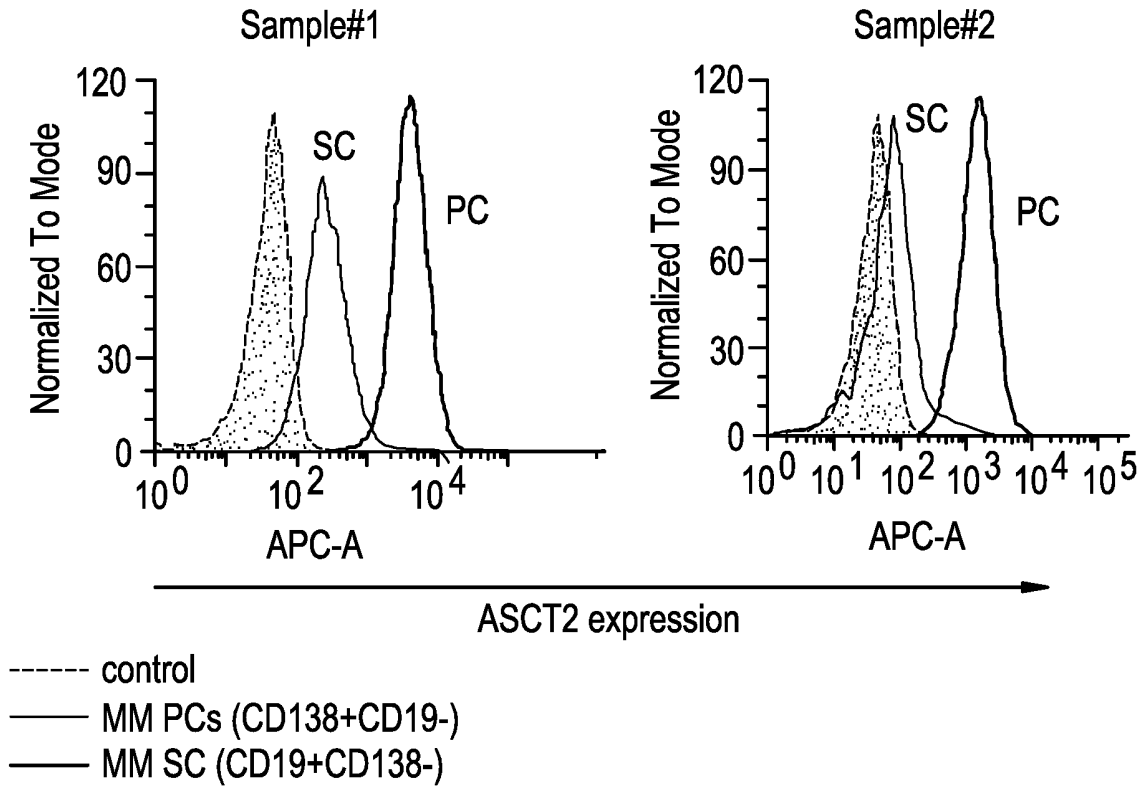 Sample#1
Normalized To Mode
120
90
60
30
0
SC
PC
10^0 10^2 10^4
APC-A
Sample#2
Normalized To Mode
120
90
60
30
0
SC
PC
10^0 10^1 10^2 10^3 10^4 10^5
APC-A
ASCT2 expression
control
MM PCs (CD138+CD19-)
MM SC (CD19+CD138-)